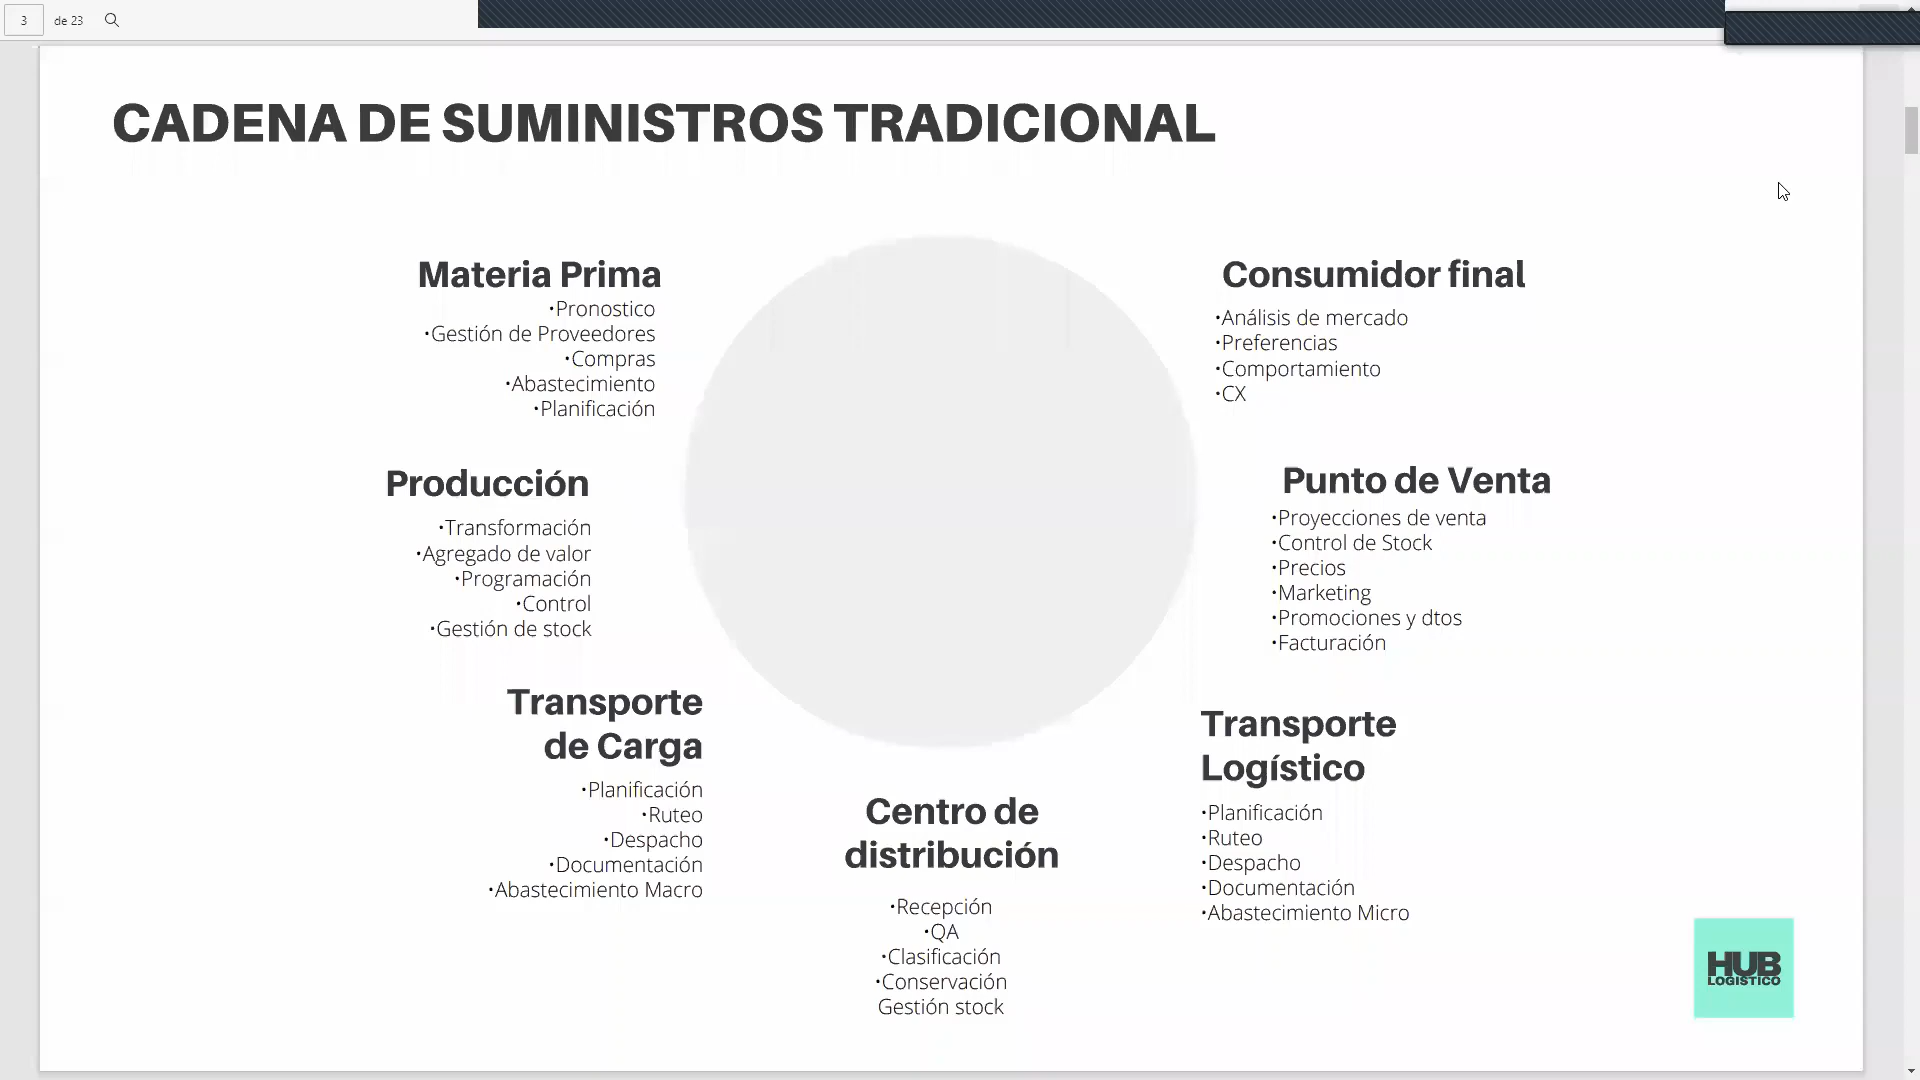 3 de 23
CADENA DE SUMINISTROS TRADICIONAL
Materia Prima
•Pronostico
•Gestión de Proveedores
•Compras
•Abastecimiento
•Planificación
Producción
•Transformación
•Agregado de valor
•Programación
•Control
•Gestión de stock
Transporte
de Carga
•Planificación
•Ruteo
•Despacho
•Documentación
•Abastecimiento Macro
Centro de
distribución
•Recepción
•QA
•Clasificación
•Conservación
Gestión stock
Transporte
Logístico
•Planificación
•Ruteo
•Despacho
•Documentación
•Abastecimiento Micro
Punto de Venta
•Proyecciones de venta
•Control de Stock
•Precios
•Marketing
•Promociones y dtos
•Facturación
Consumidor final
•Análisis de mercado
•Preferencias
•Comportamiento
•CX
HUB
LOGISTICO